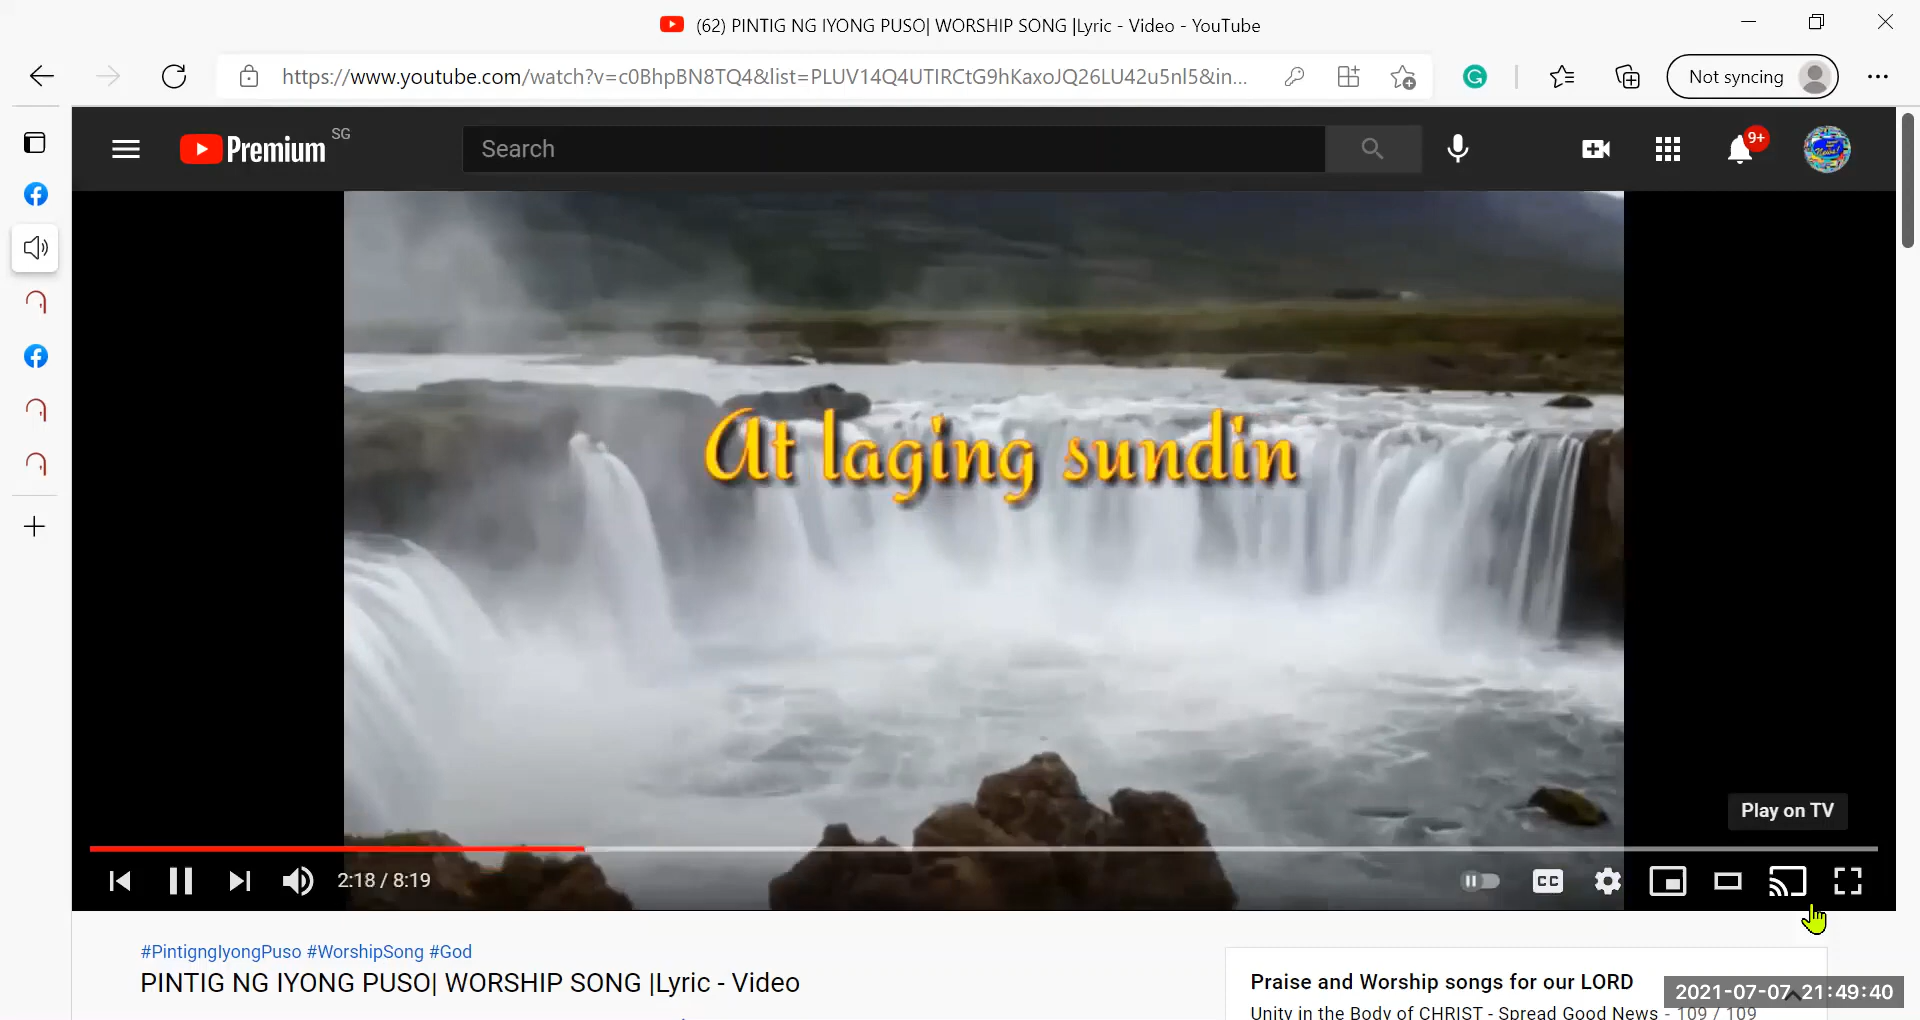 (62) PINTIG NG IYONG PUSO| WORSHIP SONG |Lyric - Video - YouTube
https://www.youtube.com/watch?v=c0BhpBN8TQ4&list=PLUV14Q4UTIRCtG9hKaxoJQ26LU42u5nl5&in...
Not syncing
Premium SG
Search
9+
At laging sundin
Play on TV
2:18 / 8:19
CC
#PintigngIyongPuso #WorshipSong #God
PINTIG NG IYONG PUSO| WORSHIP SONG |Lyric - Video
Praise and Worship songs for our LORD
2021-07-07 21:49:40
Unity in the Body of CHRIST - Spread Good News - 109 / 109